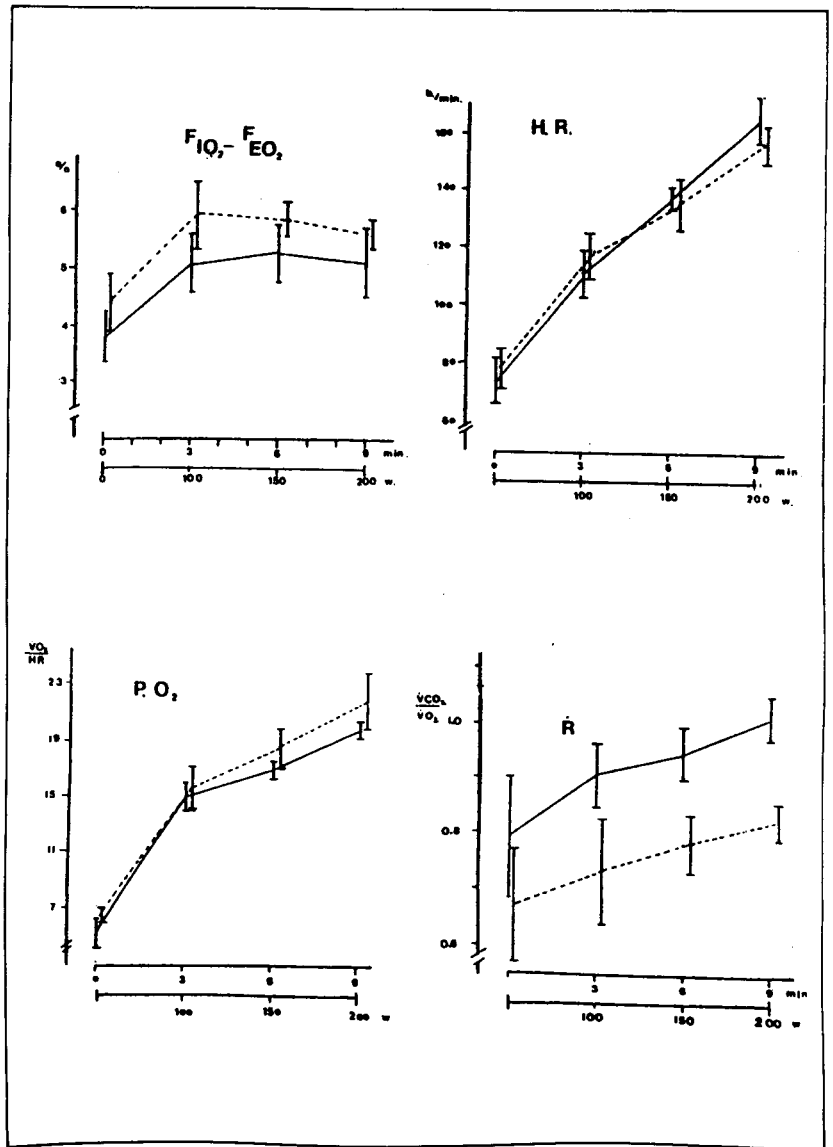 F IO2 - F EO2
%
6
5
4
3
0 3 6 9 min.
0 100 150 200 w.
b./min.
H. R.
160
140
120
100
80
60
0 3 6 9 min
100 150 200 w.
VO2
HR
P. O2
23
19
15
11
7
0 3 6 9
100 150 200 w
V̇CO2
V̇O2
Ṙ
1.0
0.8
0.6
3 6 9 min
100 150 200 w